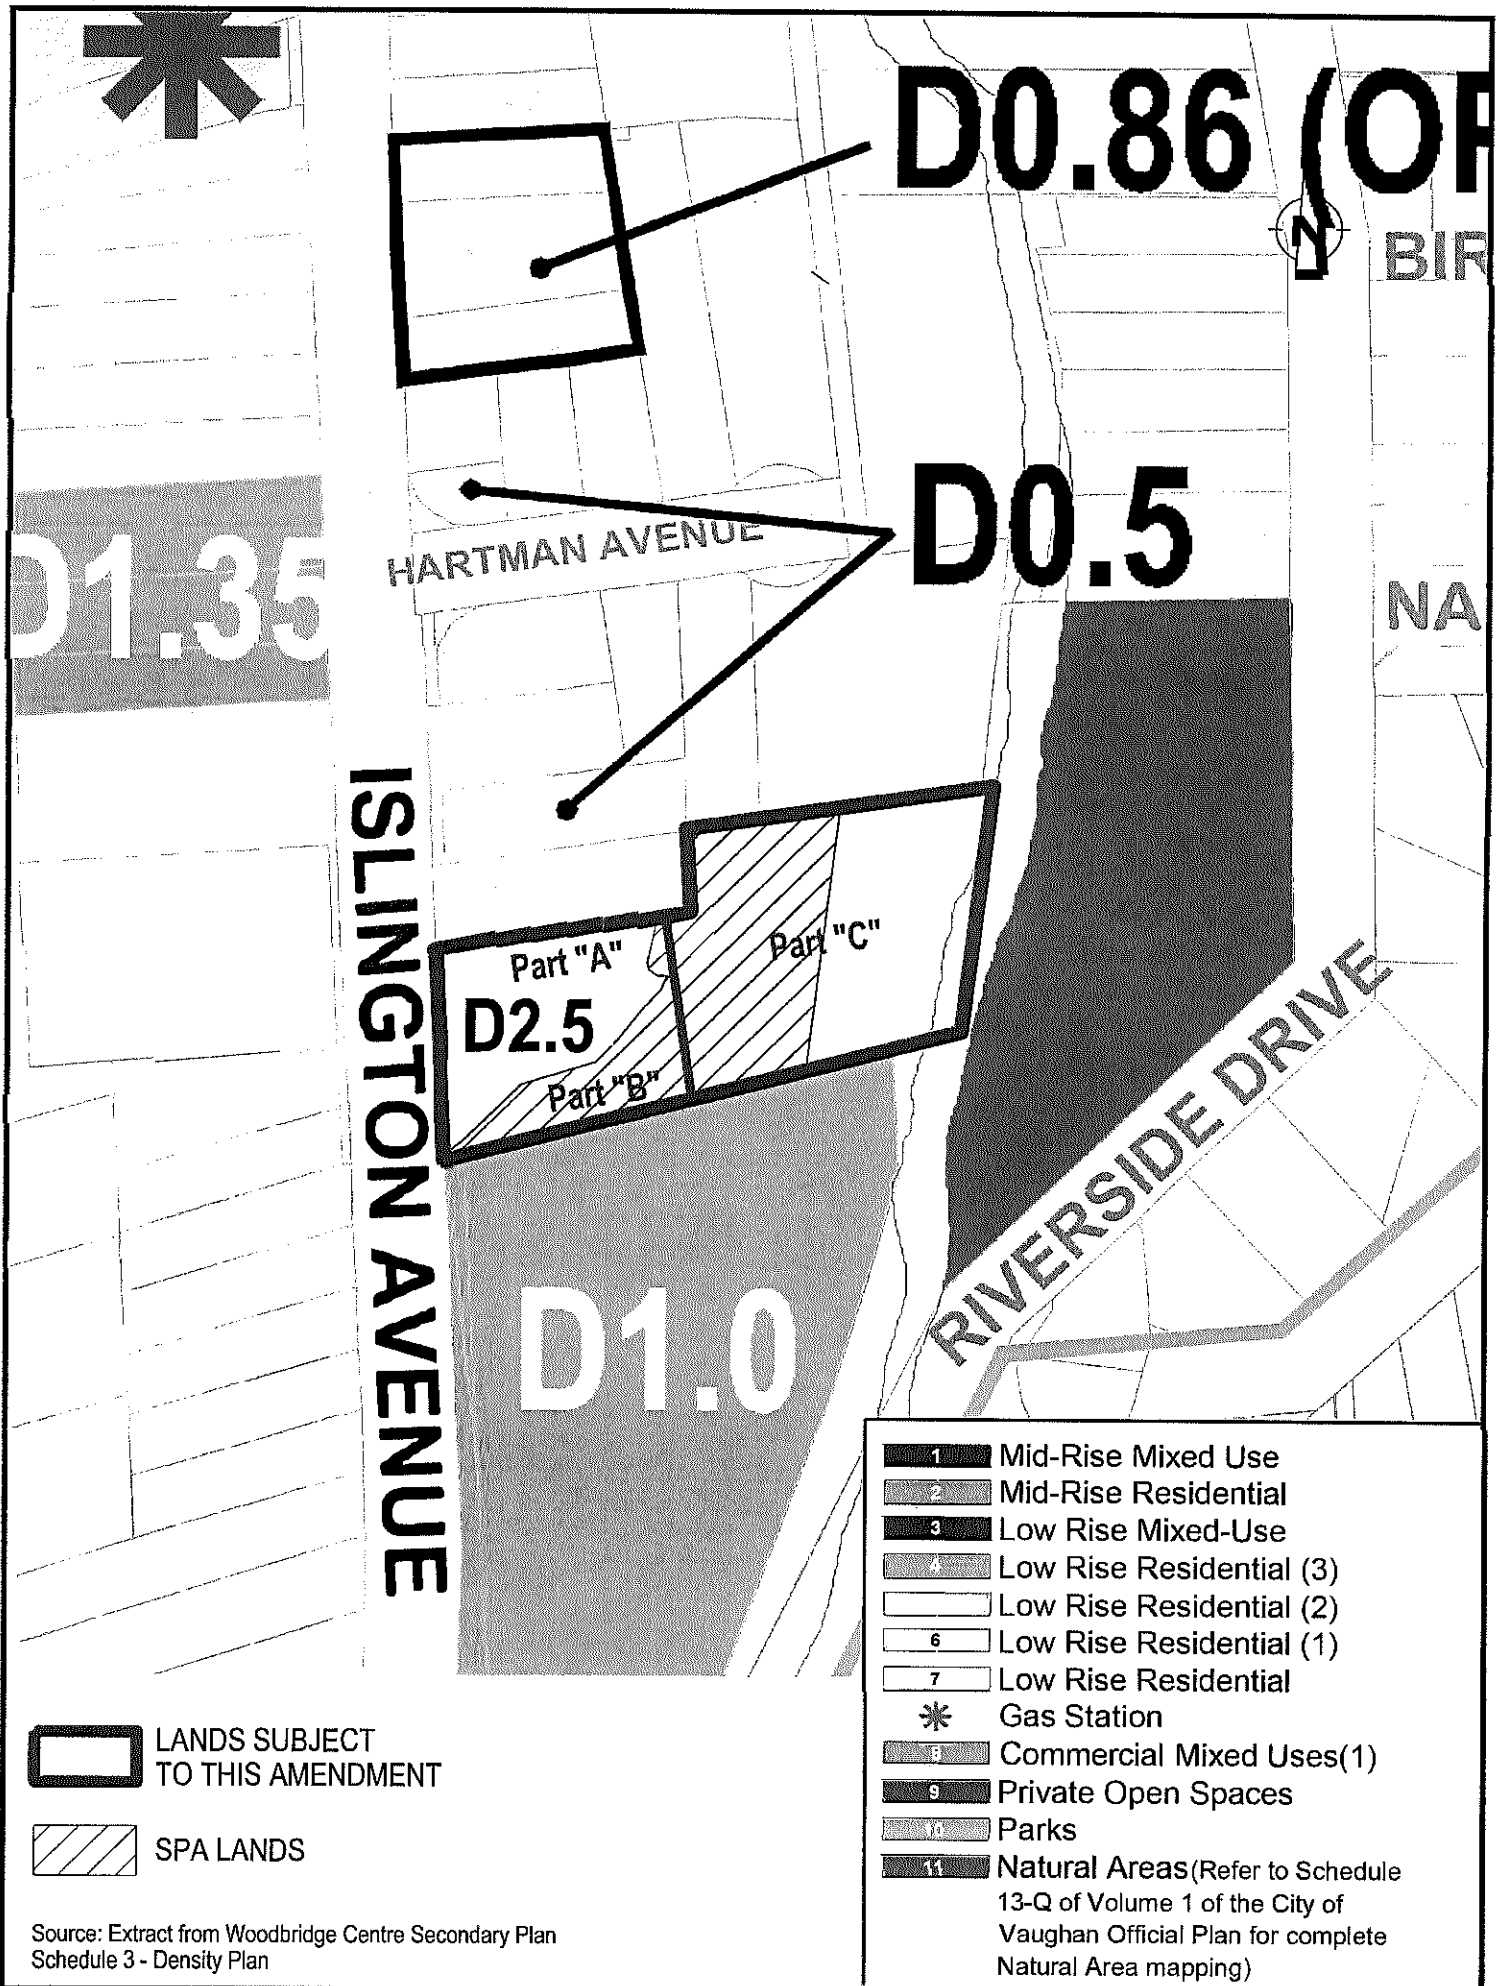 D0.86 (OP
N
BIR
D0.5
HARTMAN AVENUE
D1.35
NA
ISLINGTON AVENUE
Part "A"
Part "C"
D2.5
Part "B"
RIVERSIDE DRIVE
D1.0
1 Mid-Rise Mixed Use
2 Mid-Rise Residential
3 Low Rise Mixed-Use
4 Low Rise Residential (3)
Low Rise Residential (2)
6 Low Rise Residential (1)
7 Low Rise Residential
Gas Station
8 Commercial Mixed Uses(1)
9 Private Open Spaces
10 Parks
11 Natural Areas(Refer to Schedule
13-Q of Volume 1 of the City of
Vaughan Official Plan for complete
Natural Area mapping)
LANDS SUBJECT
TO THIS AMENDMENT
SPA LANDS
Source: Extract from Woodbridge Centre Secondary Plan
Schedule 3 - Density Plan